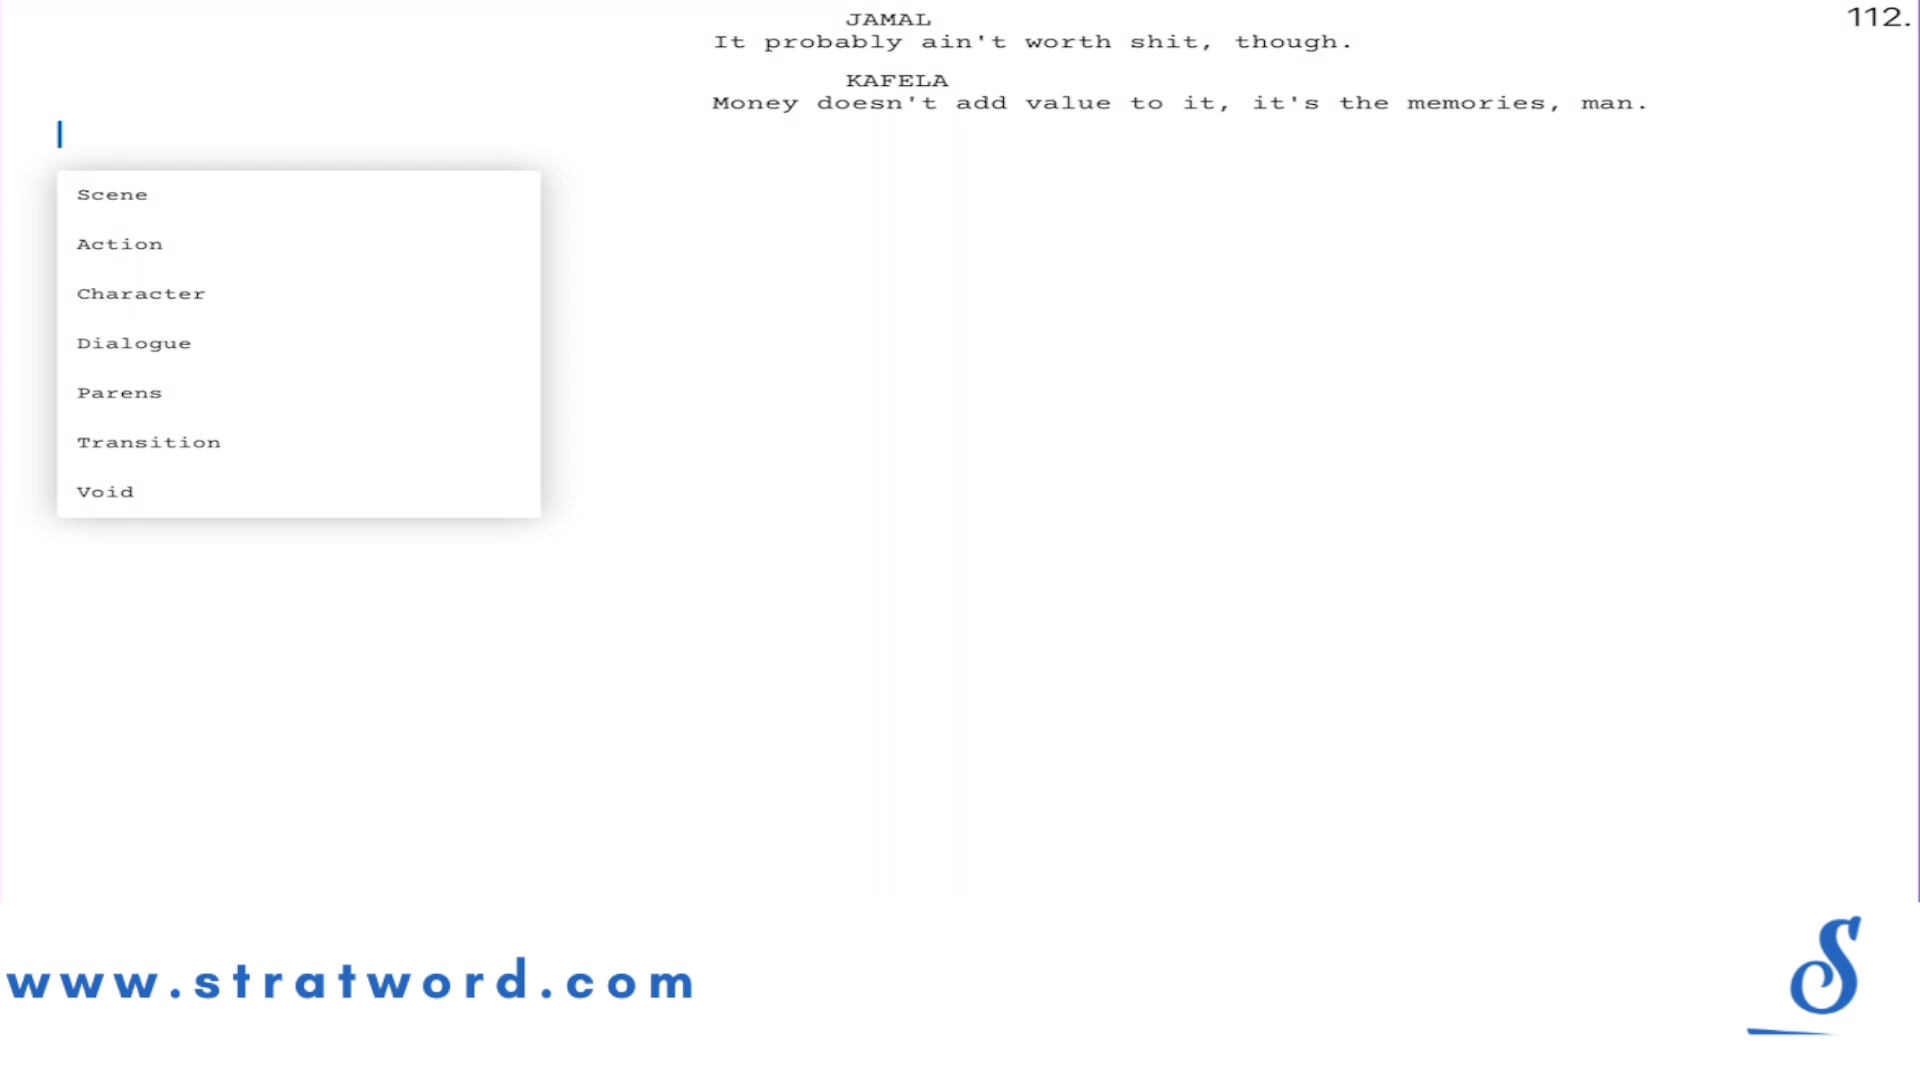 112.
JAMAL
It probably ain't worth shit, though.
KAFELA
Money doesn't add value to it, it's the memories, man.
Scene
Action
Character
Dialogue
Parens
Transition
Void
www.stratword.com
S